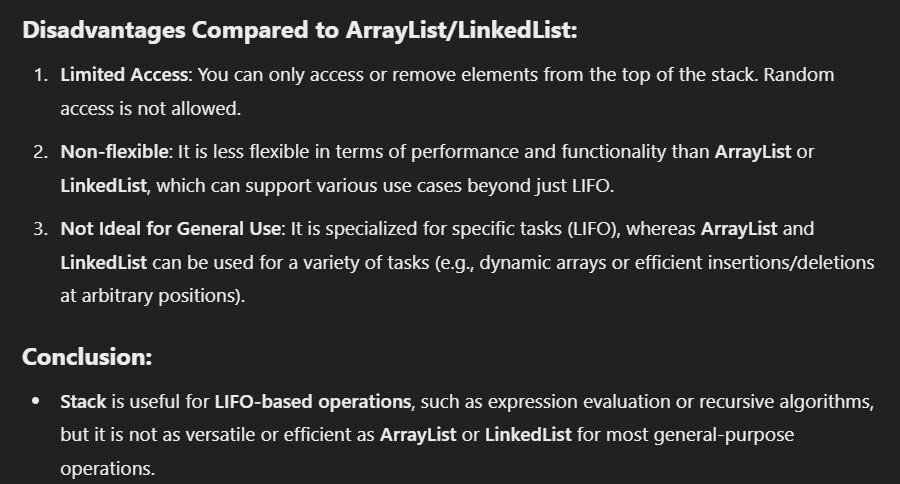 Disadvantages Compared to ArrayList/LinkedList:
1. Limited Access: You can only access or remove elements from the top of the stack. Random
access is not allowed.
2. Non-flexible: It is less flexible in terms of performance and functionality than ArrayList or
LinkedList, which can support various use cases beyond just LIFO.
3. Not Ideal for General Use: It is specialized for specific tasks (LIFO), whereas ArrayList and
LinkedList can be used for a variety of tasks (e.g., dynamic arrays or efficient insertions/deletions
at arbitrary positions).
Conclusion:
• Stack is useful for LIFO-based operations, such as expression evaluation or recursive algorithms,
but it is not as versatile or efficient as ArrayList or LinkedList for most general-purpose
operations.